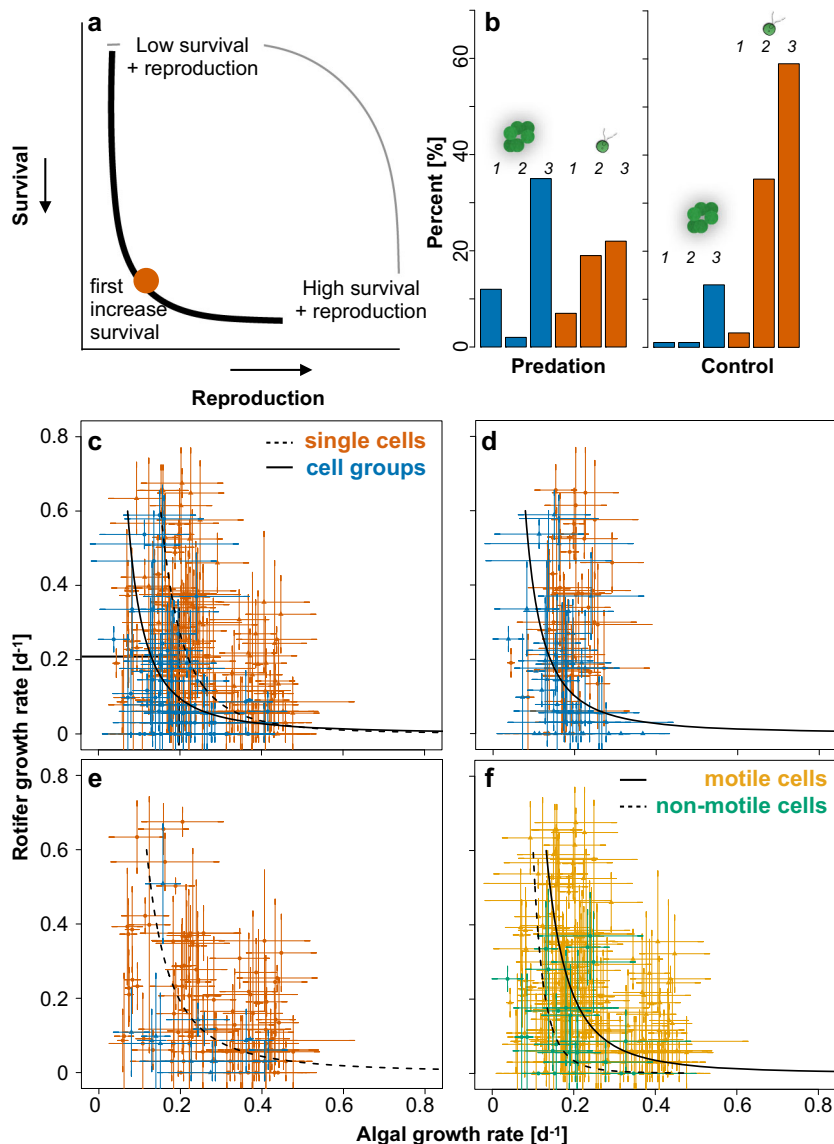 a
Low survival
+ reproduction
Survival
first
increase
survival
High survival
+ reproduction
Reproduction
b
Percent [%]
0
20
40
60
1 2 3
1 2 3
1 2 3
1 2 3
Predation
Control
c
single cells
cell groups
d
e
f
motile cells
non-motile cells
Rotifer growth rate [d-1]
0.8
0.6
0.4
0.2
0
0.8
0.6
0.4
0.2
0
0
0.2
0.4
0.6
0.8
0
0.2
0.4
0.6
0.8
Algal growth rate [d-1]